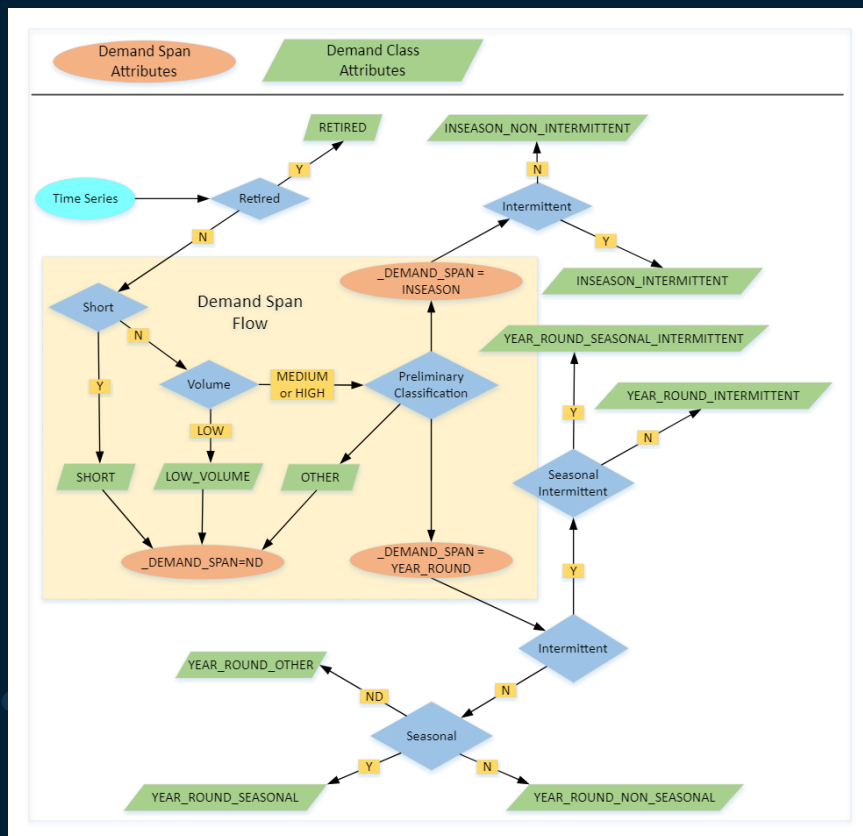 Demand Span
Attributes
Demand Class
Attributes
RETIRED
INSEASON_NON_INTERMITTENT
Y
N
Time Series
Retired
Intermittent
N
Y
_DEMAND_SPAN =
INSEASON
INSEASON_INTERMITTENT
Short
Demand Span
Flow
N
YEAR_ROUND_SEASONAL_INTERMITTENT
Y
Volume
MEDIUM
or HIGH
Preliminary
Classification
YEAR_ROUND_INTERMITTENT
Y
N
LOW
SHORT
LOW_VOLUME
OTHER
Seasonal
Intermittent
_DEMAND_SPAN=ND
_DEMAND_SPAN =
YEAR_ROUND
Y
Intermittent
YEAR_ROUND_OTHER
ND
N
Seasonal
Y
N
YEAR_ROUND_SEASONAL
YEAR_ROUND_NON_SEASONAL